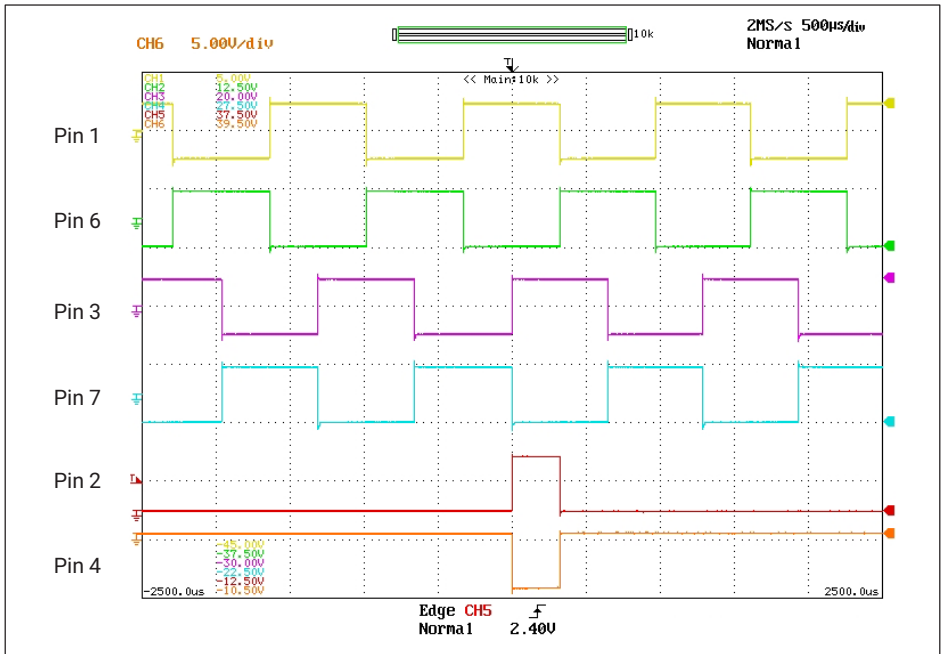 CH6 5.00V/div
10k
2MS/s 500µs/div
Normal
T
<< Main:10k >>
CH1 5.00V
CH2 12.50V
CH3 20.00V
CH4 27.50V
CH5 37.50V
CH6 39.50V
Pin 1
Pin 6
Pin 3
Pin 7
Pin 2
Pin 4
T
-45.00V
-37.50V
-30.00V
-22.50V
-12.50V
-10.50V
-2500.0us
2500.0us
Edge CH5
Normal 2.40V